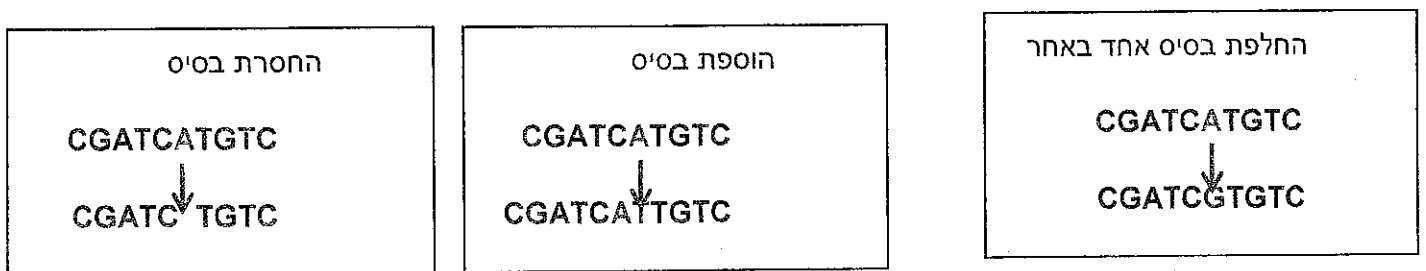 החלפת בסיס אחד באחר
CGATCATGTC
CGATCGTGTC
הוספת בסיס
CGATCATGTC
CGATCATTGTC
החסרת בסיס
CGATCATGTC
CGATC TGTC